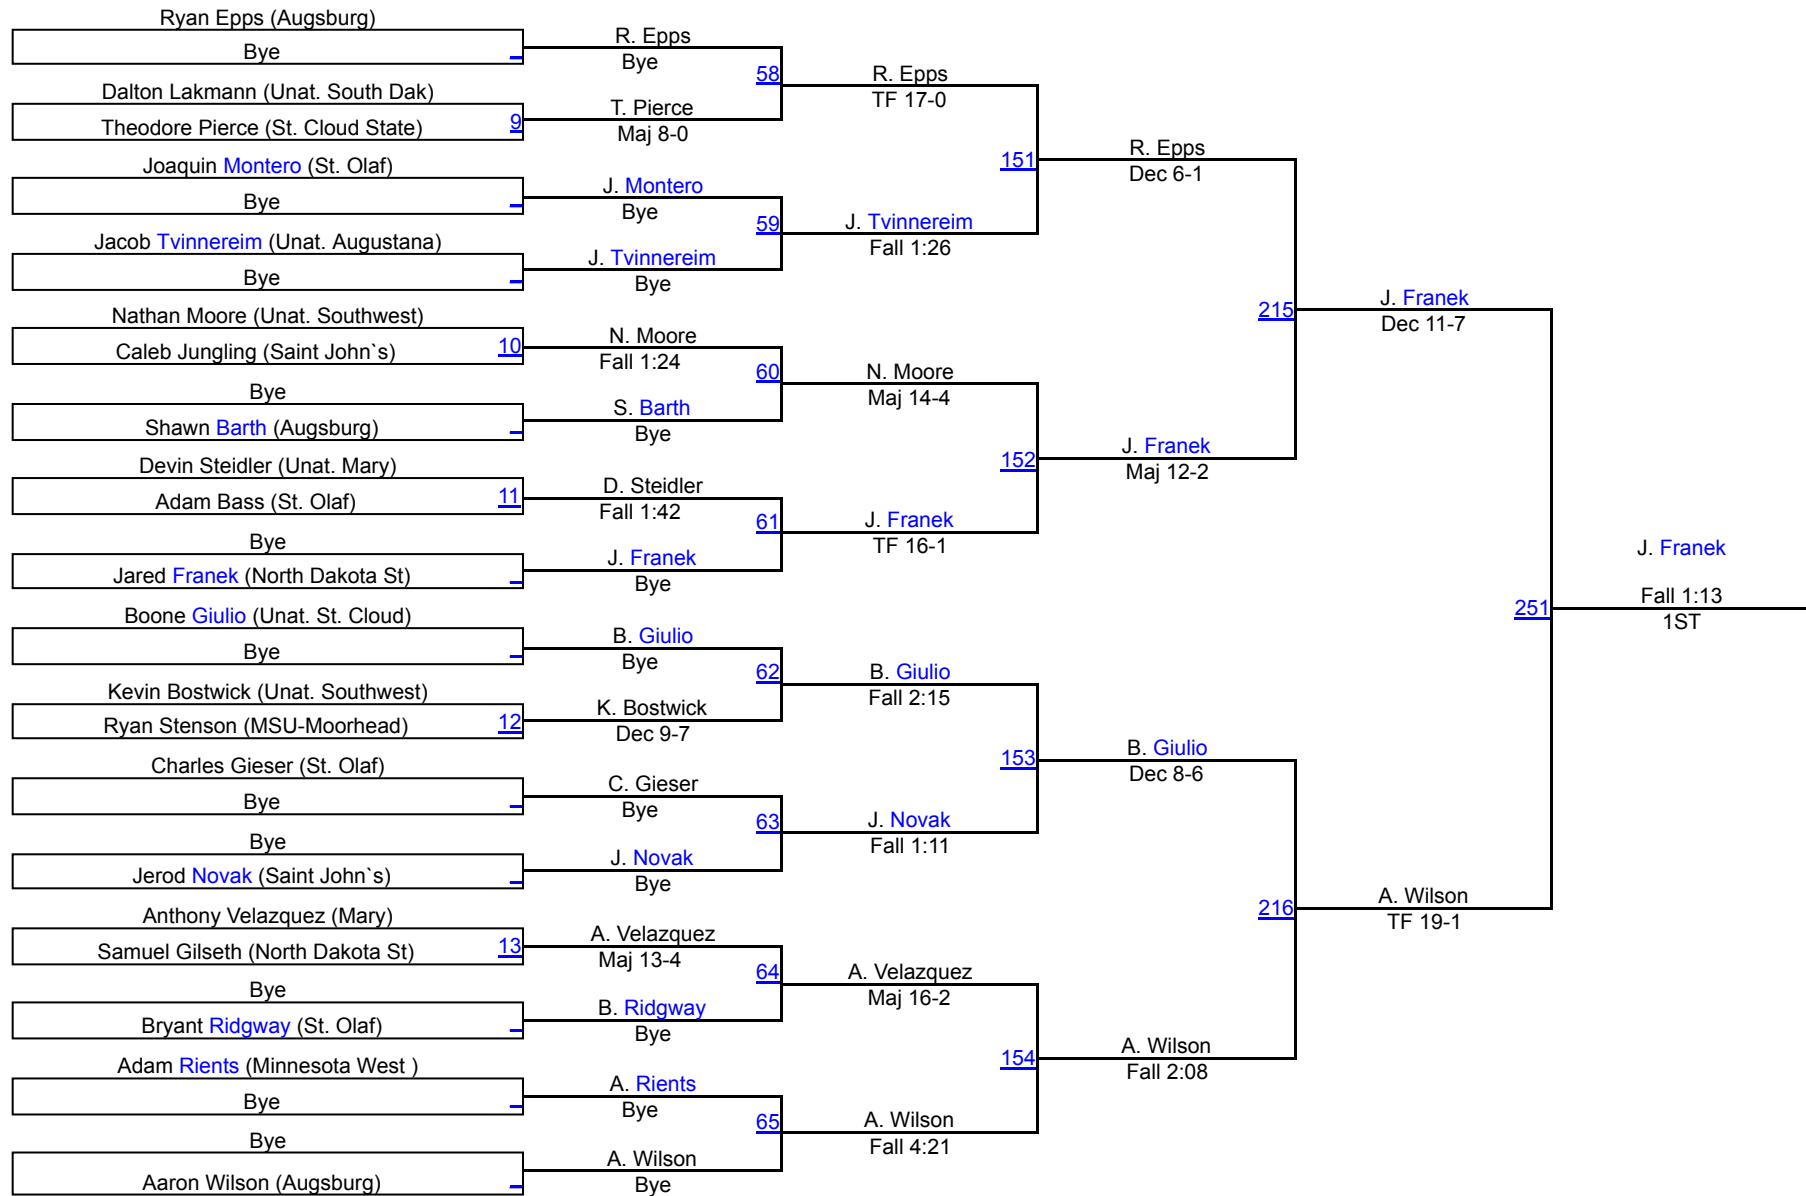 Ryan Epps (Augsburg)
Bye
Dalton Lakmann (Unat. South Dak)
Theodore Pierce (St. Cloud State)
9
Joaquin Montero (St. Olaf)
Bye
Jacob Tvinnereim (Unat. Augustana)
Bye
Nathan Moore (Unat. Southwest)
Caleb Jungling (Saint John`s)
10
Bye
Shawn Barth (Augsburg)
Devin Steidler (Unat. Mary)
Adam Bass (St. Olaf)
11
Bye
Jared Franek (North Dakota St)
Boone Giulio (Unat. St. Cloud)
Bye
Kevin Bostwick (Unat. Southwest)
Ryan Stenson (MSU-Moorhead)
12
Charles Gieser (St. Olaf)
Bye
Bye
Jerod Novak (Saint John`s)
Anthony Velazquez (Mary)
Samuel Gilseth (North Dakota St)
13
Bye
Bryant Ridgway (St. Olaf)
Adam Rients (Minnesota West )
Bye
Bye
Aaron Wilson (Augsburg)
R. Epps
Bye
58
T. Pierce
Maj 8-0
J. Montero
Bye
59
J. Tvinnereim
Bye
N. Moore
Fall 1:24
60
S. Barth
Bye
D. Steidler
Fall 1:42
61
J. Franek
Bye
B. Giulio
Bye
62
K. Bostwick
Dec 9-7
C. Gieser
Bye
63
J. Novak
Bye
A. Velazquez
Maj 13-4
64
B. Ridgway
Bye
A. Rients
Bye
65
A. Wilson
Bye
R. Epps
TF 17-0
151
J. Tvinnereim
Fall 1:26
N. Moore
Maj 14-4
152
J. Franek
TF 16-1
B. Giulio
Fall 2:15
153
J. Novak
Fall 1:11
A. Velazquez
Maj 16-2
154
A. Wilson
Fall 4:21
R. Epps
Dec 6-1
215
J. Franek
Maj 12-2
B. Giulio
Dec 8-6
216
A. Wilson
Fall 2:08
J. Franek
Dec 11-7
251
A. Wilson
TF 19-1
J. Franek
Fall 1:13
1ST